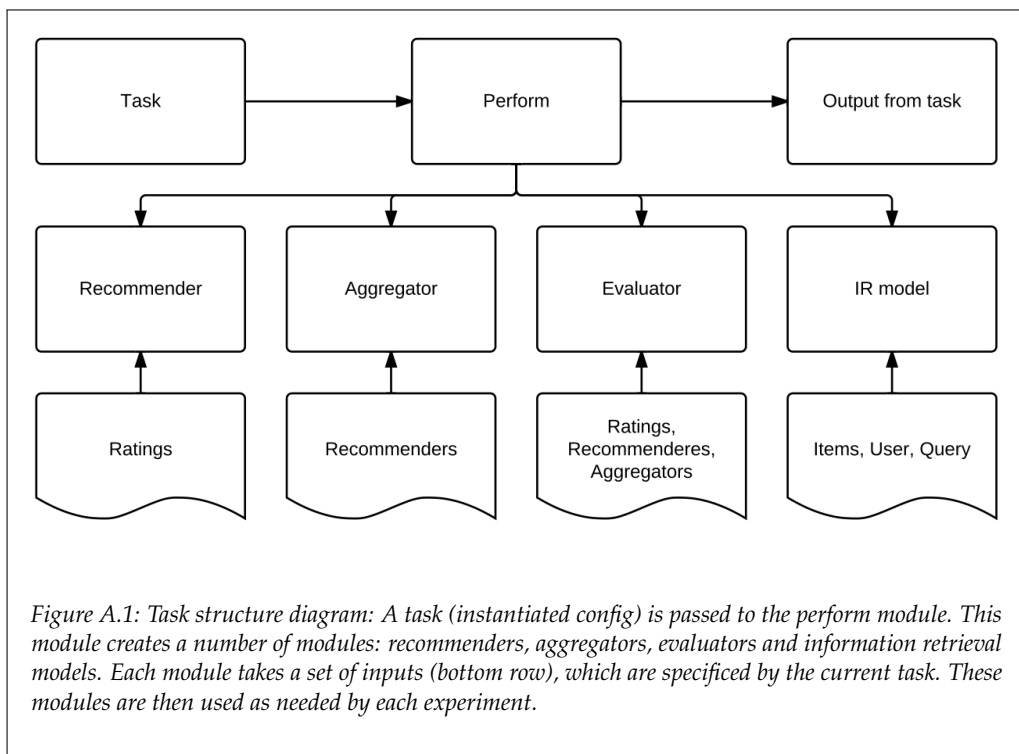 Task
Perform
Output from task
Recommender
Aggregator
Evaluator
IR model
Ratings
Recommenders
Ratings,
Recommenderes,
Aggregators
Items, User, Query
Figure A.1: Task structure diagram: A task (instantiated config) is passed to the perform module. This
module creates a number of modules: recommenders, aggregators, evaluators and information retrieval
models. Each module takes a set of inputs (bottom row), which are specificed by the current task. These
modules are then used as needed by each experiment.